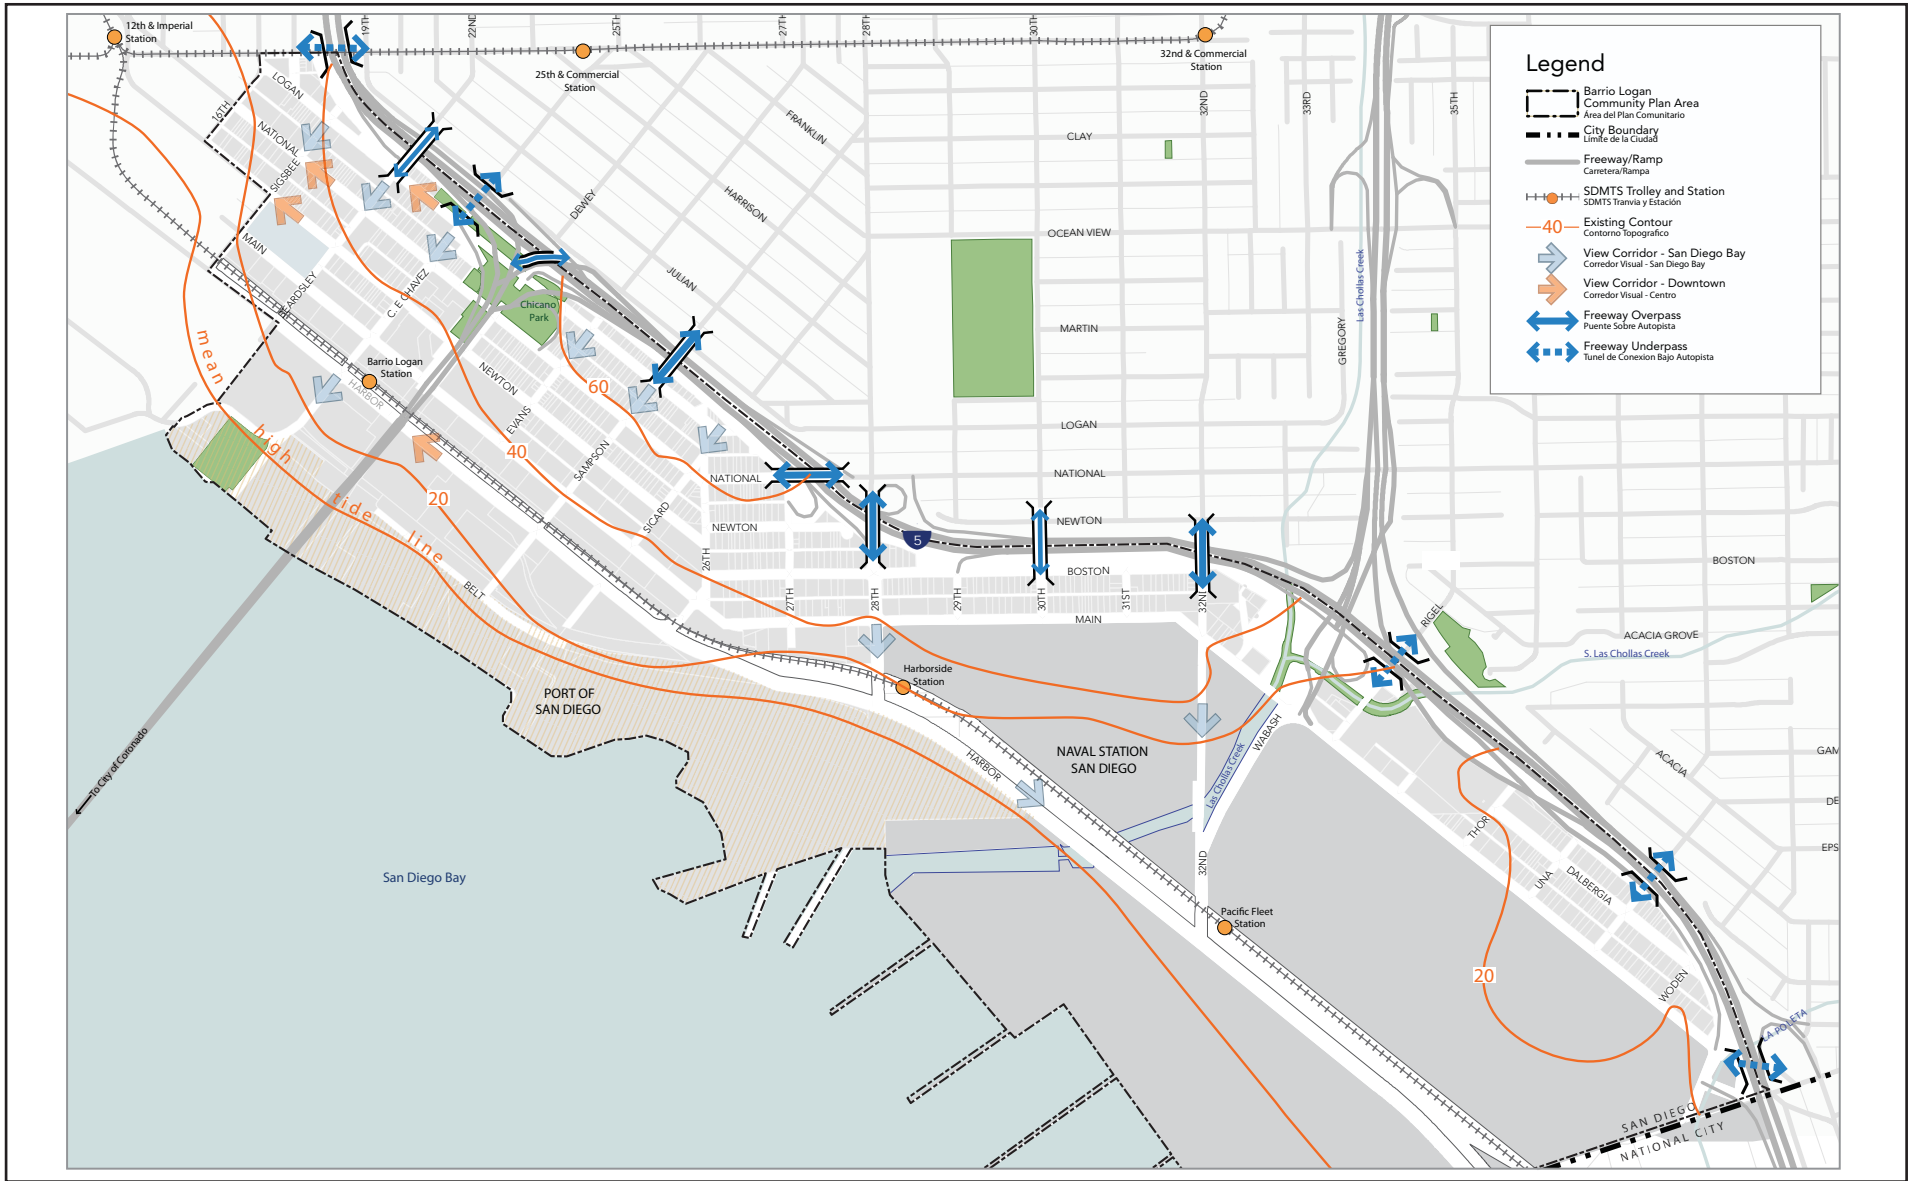 12th & Imperial
Station
19TH
22ND
25TH
27TH
28TH
30TH
25th & Commercial
Station
32nd & Commercial
Station
32ND
33RD
35TH
LOGAN
16TH
NATIONAL
SIGSBEE
MAIN
C. E CHAVEZ
FRANKLIN
HARRISON
DEWEY
JULIAN
CLAY
OCEAN VIEW
MARTIN
LOGAN
NATIONAL
NEWTON
BOSTON
MAIN
GREGORY
Las Chollas Creek
Chicano
Park
Barrio Logan
Station
HARBOR
NEWTON
EVANS
SAMPSON
SICARD
NATIONAL
NEWTON
26TH
27TH
28TH
29TH
30TH
31ST
5
60
40
20
mean
high
tide
line
BELT
Harborside
Station
PORT OF
SAN DIEGO
NAVAL STATION
SAN DIEGO
HARBOR
WABASH
Las Chollas Creek
32ND
Pacific Fleet
Station
San Diego Bay
To City of Coronado
RIGEL
BOSTON
ACACIA GROVE
S. Las Chollas Creek
ACACIA
GAM
DE
EPS
THOR
UNA
DALBERGIA
WODEN
20
LA POLETA
SAN DIEGO
NATIONAL CITY
Legend
Barrio Logan
Community Plan Area
Área del Plan Comunitario
City Boundary
Límite de la Ciudad
Freeway/Ramp
Carretera/Rampa
SDMTS Trolley and Station
SDMTS Tranvia y Estación
40
Existing Contour
Contorno Topografico
View Corridor - San Diego Bay
Corredor Visual - San Diego Bay
View Corridor - Downtown
Corredor Visual - Centro
Freeway Overpass
Puente Sobre Autopista
Freeway Underpass
Tunel de Conexion Bajo Autopista